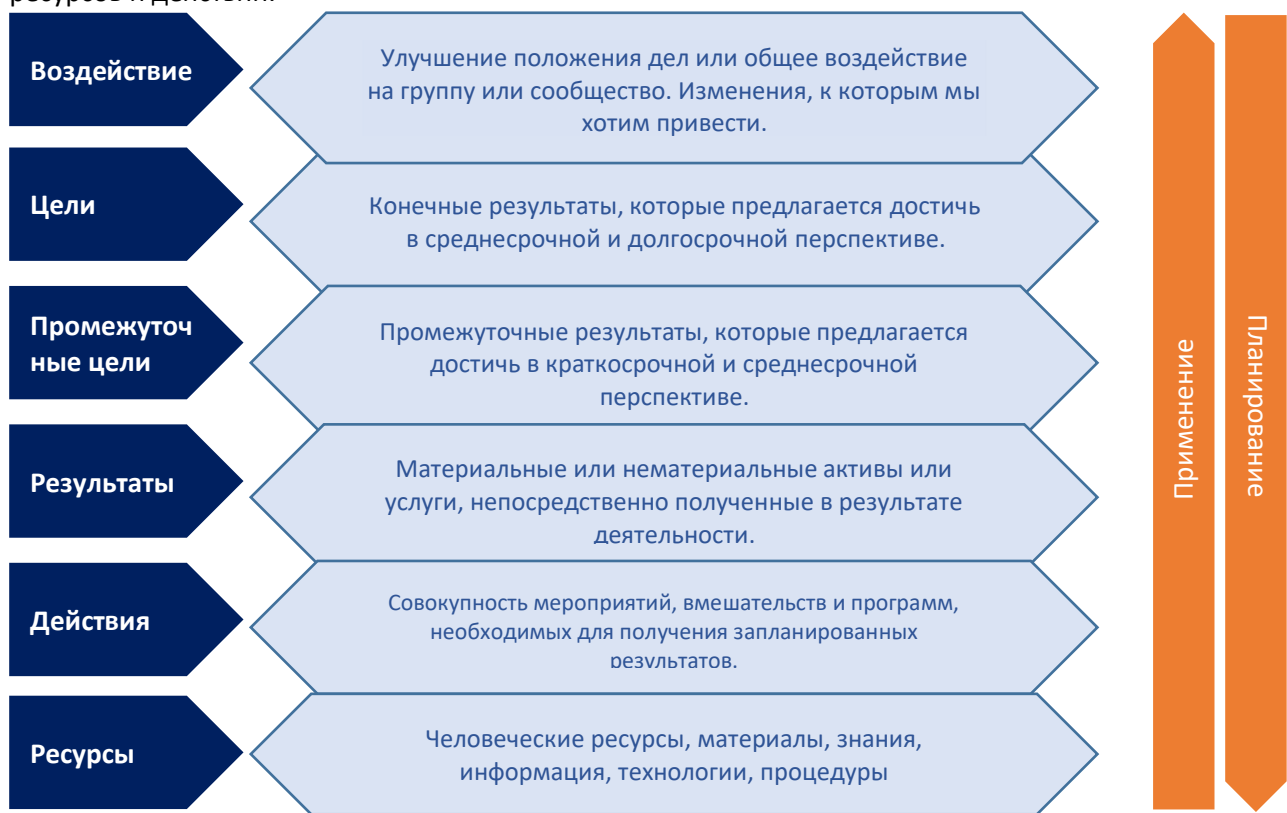 Воздействие
Улучшение положения дел или общее воздействие
на группу или сообщество. Изменения, к которым мы
хотим привести.
Цели
Конечные результаты, которые предлагается достичь
в среднесрочной и долгосрочной перспективе.
Промежуточ
ные цели
Промежуточные результаты, которые предлагается
достичь в краткосрочной и среднесрочной
перспективе.
Результаты
Материальные или нематериальные активы или
услуги, непосредственно полученные в результате
деятельности.
Действия
Совокупность мероприятий, вмешательств и программ,
необходимых для получения запланированных
результатов.
Ресурсы
Человеческие ресурсы, материалы, знания,
информация, технологии, процедуры
Применение
Планирование